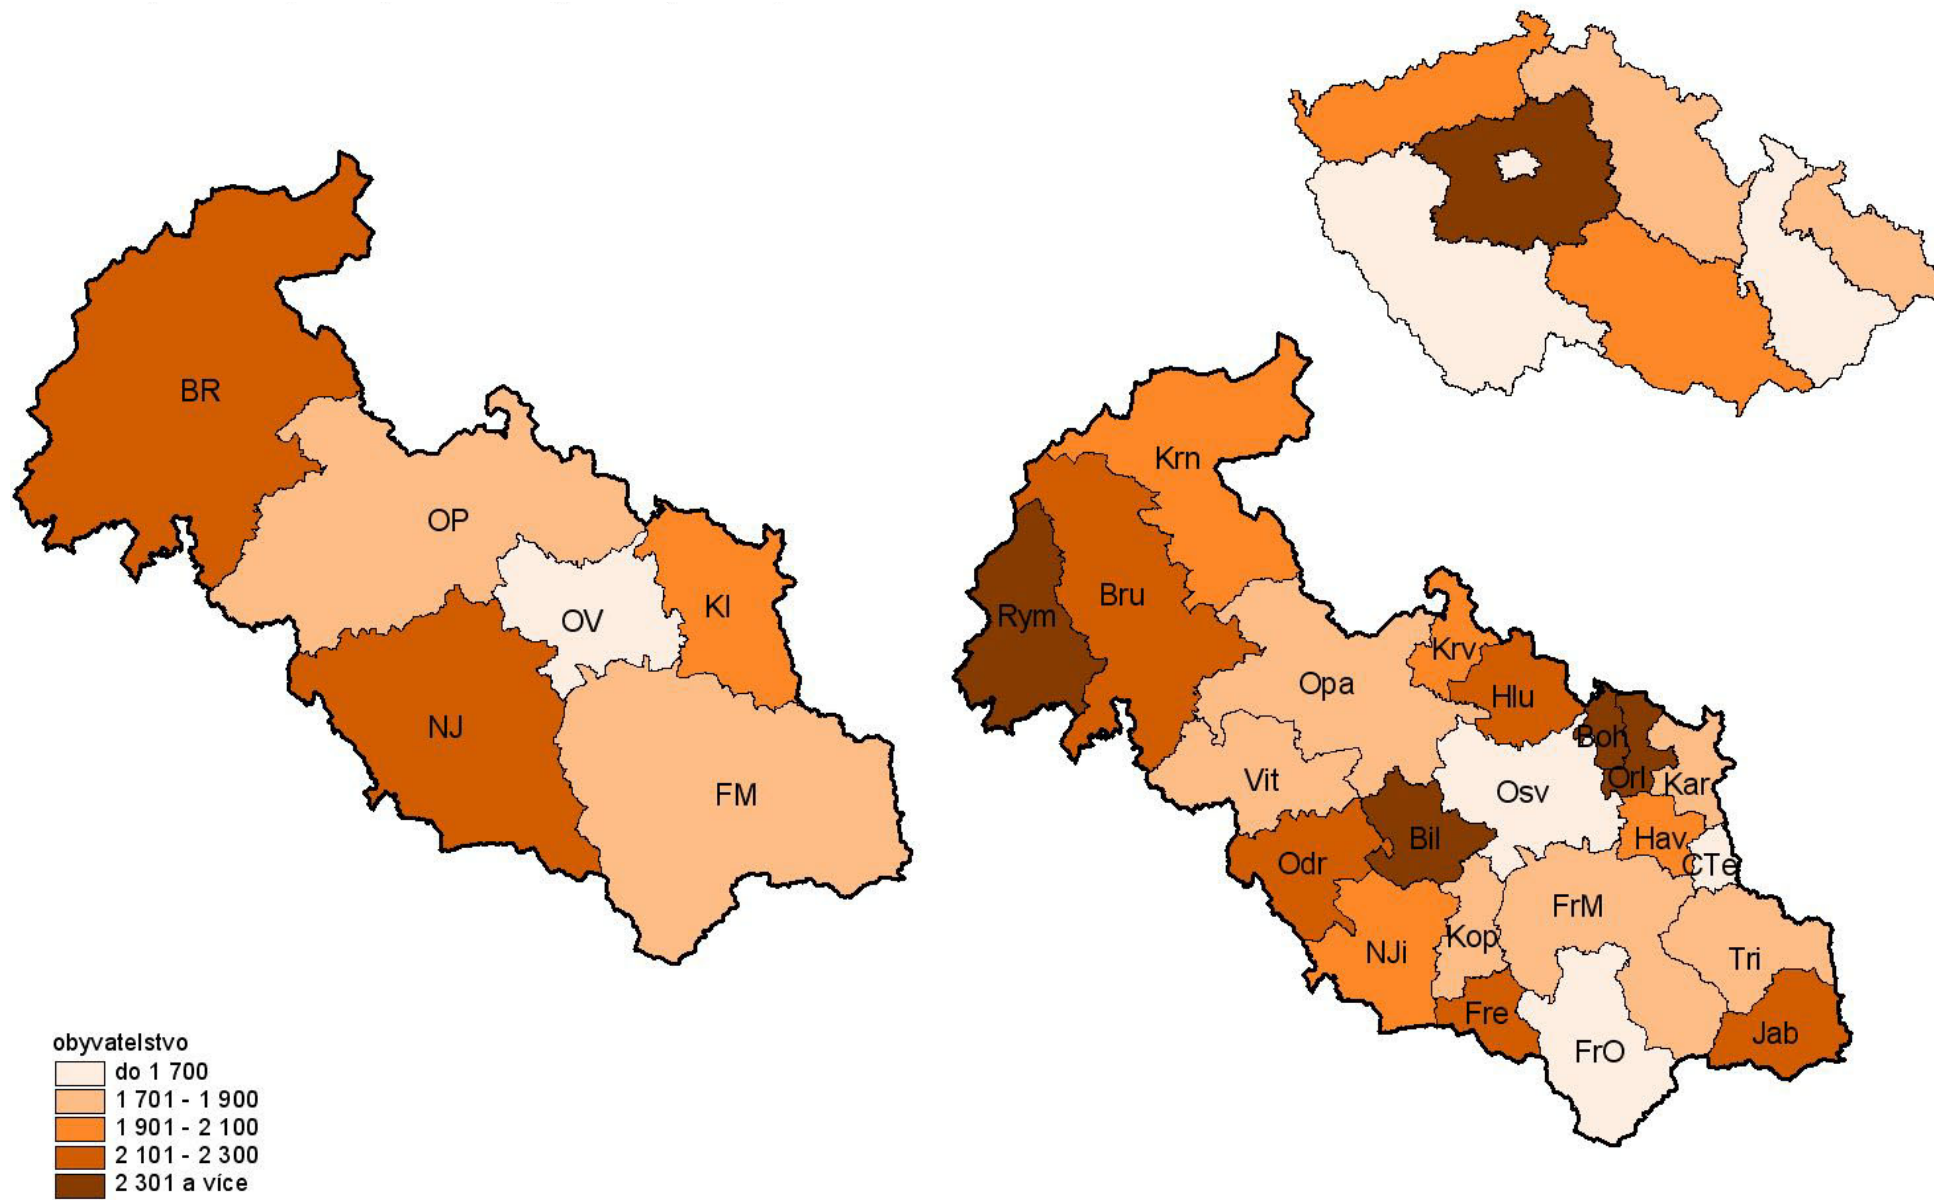 BR
OP
OV
KI
NJ
FM
Krn
Rym
Bru
Krv
Opa
Hlu
Boh
Orl
Kar
Vit
Osv
Bil
Hav
Odr
CTe
FrM
Kop
NJi
Tri
Fre
Jab
FrO
obyvatelstvo
do 1 700
1 701 - 1 900
1 901 - 2 100
2 101 - 2 300
2 301 a více